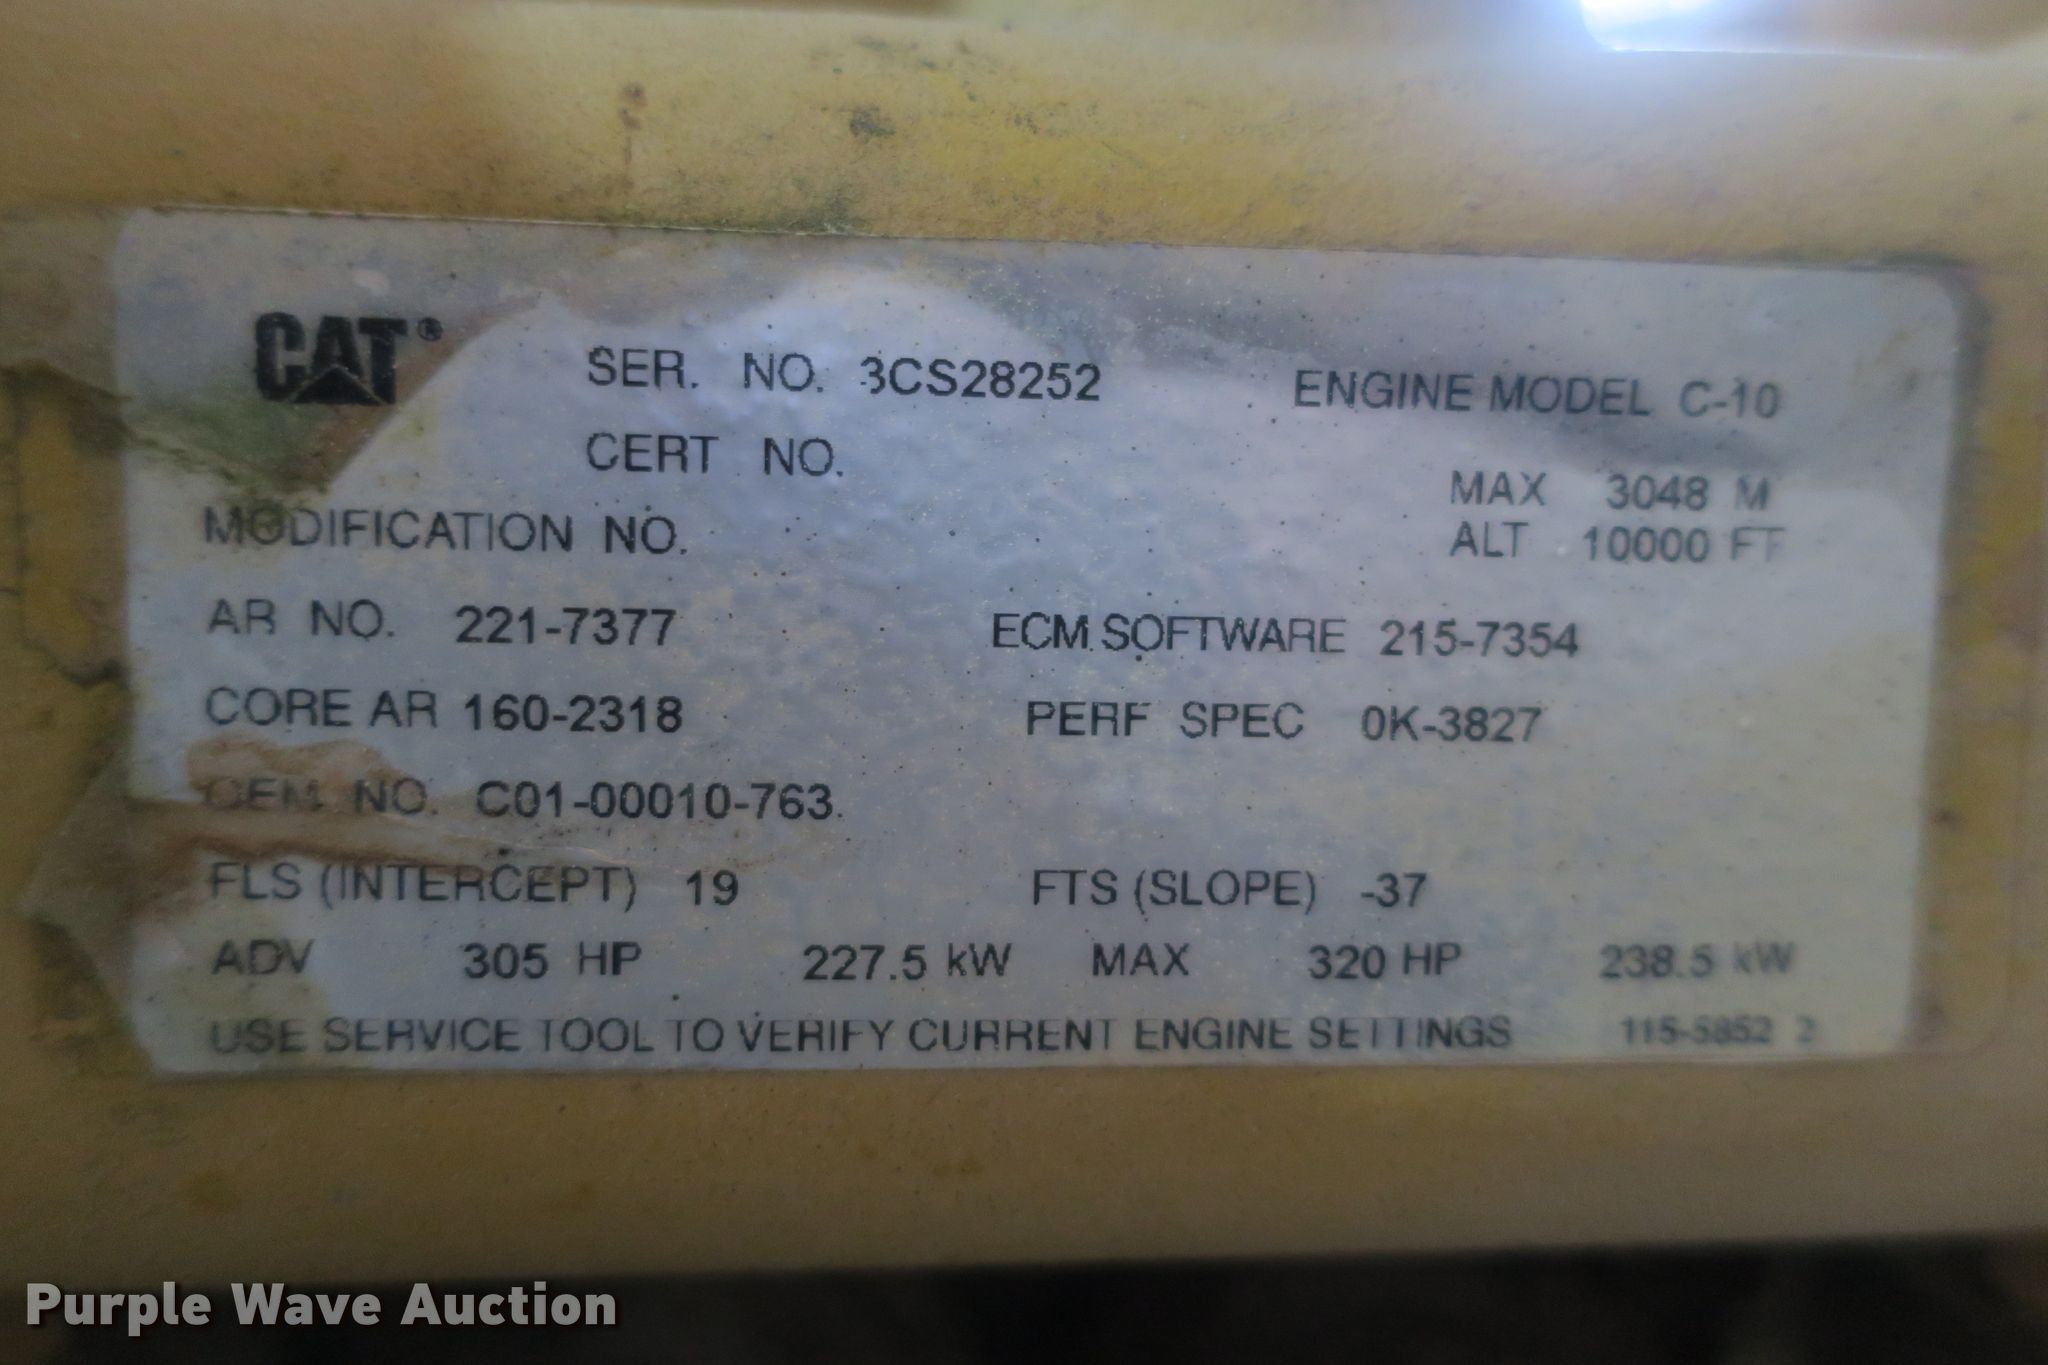 CAT® SER. NO. 3CS28252 ENGINE MODEL C-10
CERT NO.
MAX 3048 M
MODIFICATION NO. ALT 10000 FT
AR NO. 221-7377 ECM SOFTWARE 215-7354
CORE AR 160-2318 PERF SPEC 0K-3827
OEM NO. C01-00010-763
FLS (INTERCEPT) 19 FTS (SLOPE) -37
ADV 305 HP 227.5 kW MAX 320 HP 238.5 kW
USE SERVICE TOOL TO VERIFY CURRENT ENGINE SETTINGS 115-5852 2
Purple Wave Auction